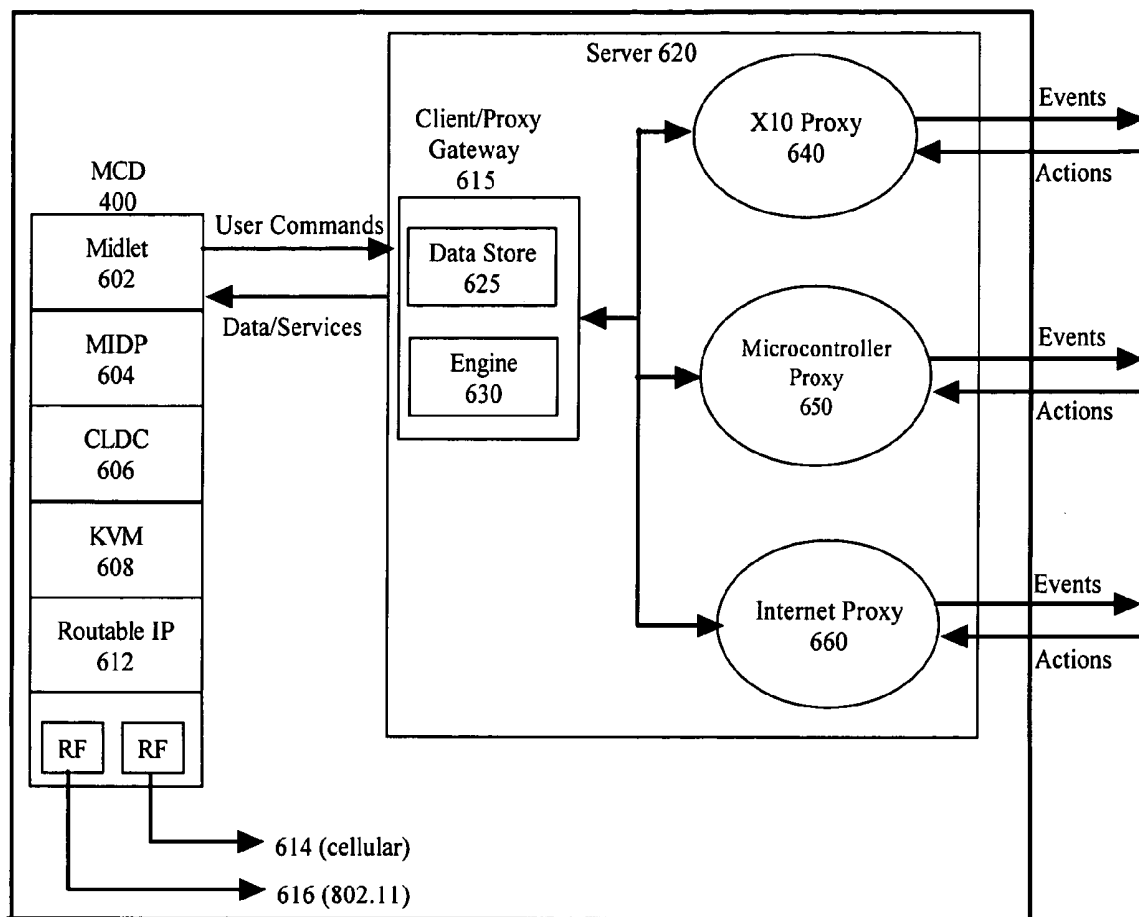 Server 620
Client/Proxy
Gateway
615
Data Store
625
Engine
630
MCD
400
Midlet
602
MIDP
604
CLDC
606
KVM
608
Routable IP
612
RF
RF
User Commands
Data/Services
X10 Proxy
640
Events
Actions
Microcontroller
Proxy
650
Events
Actions
Internet Proxy
660
Events
Actions
614 (cellular)
616 (802.11)